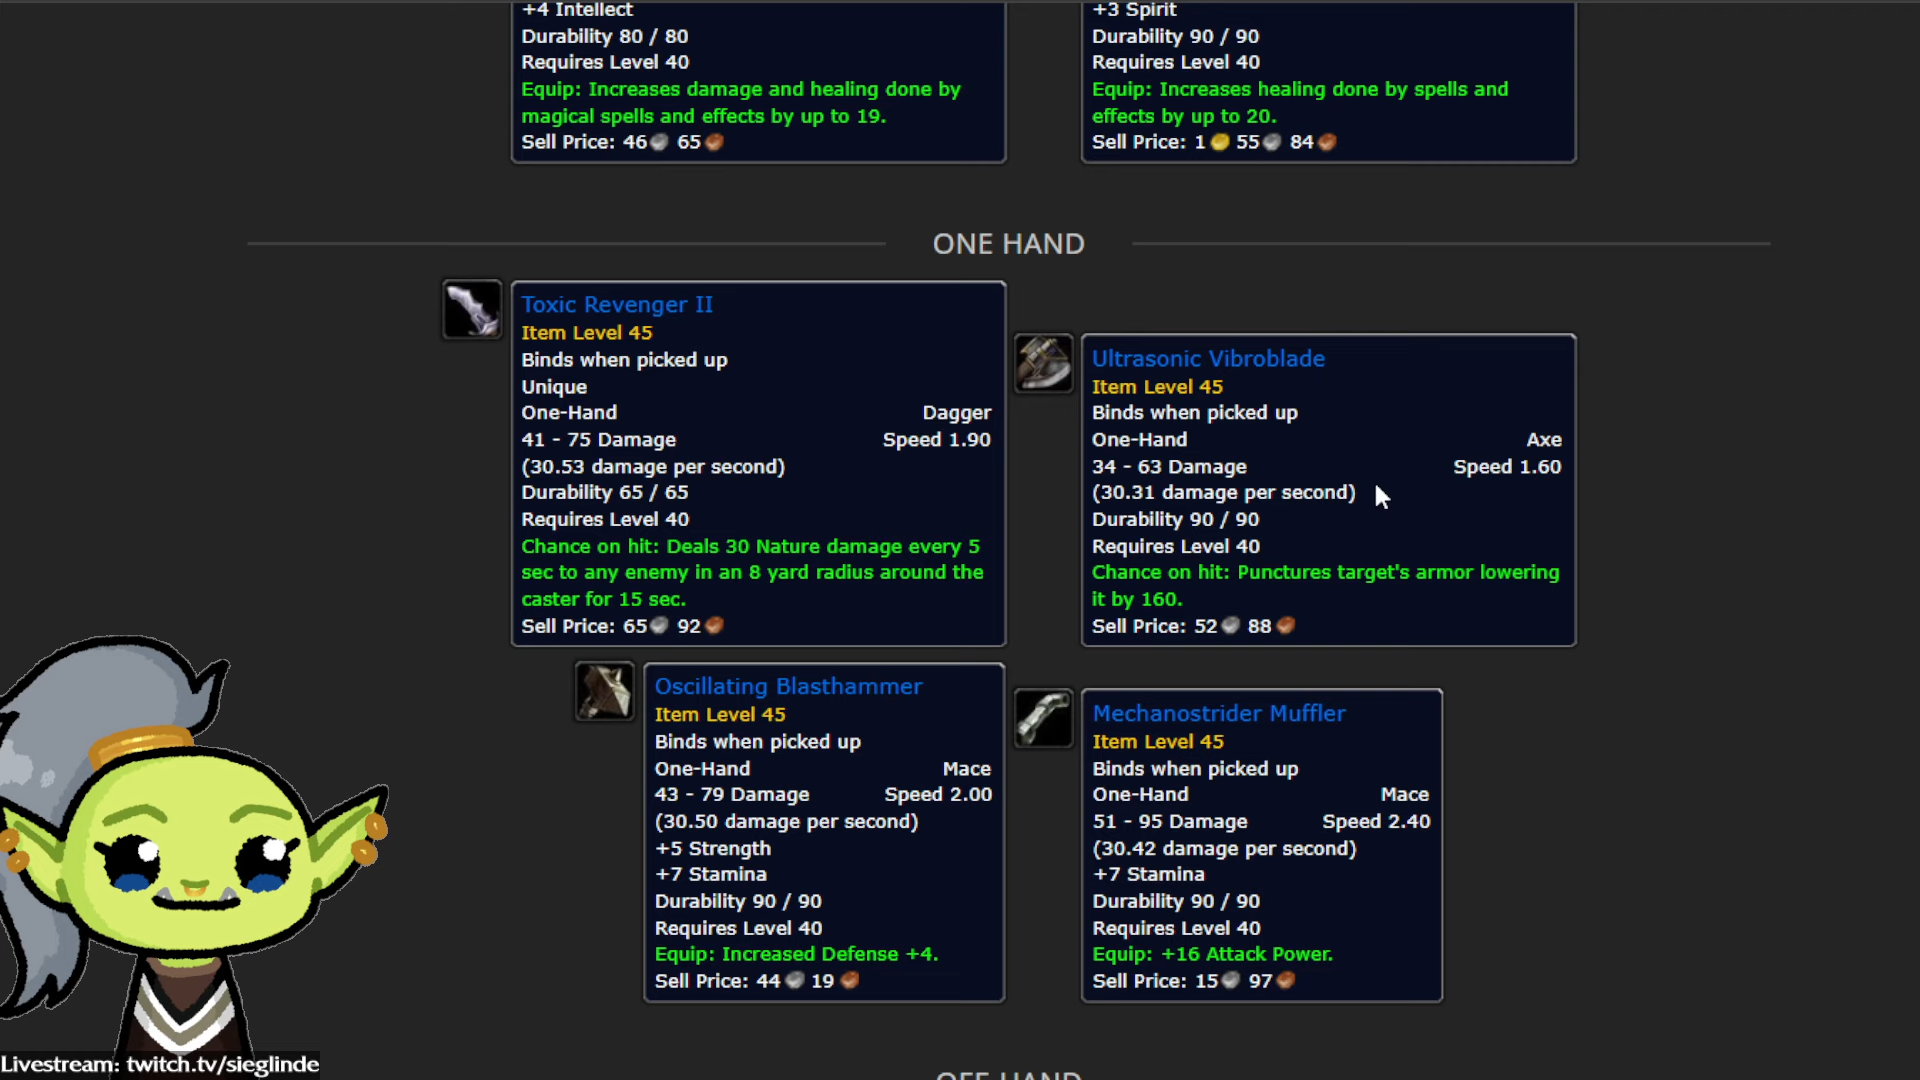 +4 Intellect
Durability 80 / 80
Requires Level 40
Equip: Increases damage and healing done by
magical spells and effects by up to 19.
Sell Price: 46 65
+3 Spirit
Durability 90 / 90
Requires Level 40
Equip: Increases healing done by spells and
effects by up to 20.
Sell Price: 1 55 84
ONE HAND
Toxic Revenger II
Item Level 45
Binds when picked up
Unique
One-Hand Dagger
41 - 75 Damage Speed 1.90
(30.53 damage per second)
Durability 65 / 65
Requires Level 40
Chance on hit: Deals 30 Nature damage every 5
sec to any enemy in an 8 yard radius around the
caster for 15 sec.
Sell Price: 65 92
Ultrasonic Vibroblade
Item Level 45
Binds when picked up
One-Hand Axe
34 - 63 Damage Speed 1.60
(30.31 damage per second)
Durability 90 / 90
Requires Level 40
Chance on hit: Punctures target's armor lowering
it by 160.
Sell Price: 52 88
Oscillating Blasthammer
Item Level 45
Binds when picked up
One-Hand Mace
43 - 79 Damage Speed 2.00
(30.50 damage per second)
+5 Strength
+7 Stamina
Durability 90 / 90
Requires Level 40
Equip: Increased Defense +4.
Sell Price: 44 19
Mechanostrider Muffler
Item Level 45
Binds when picked up
One-Hand Mace
51 - 95 Damage Speed 2.40
(30.42 damage per second)
+7 Stamina
Durability 90 / 90
Requires Level 40
Equip: +16 Attack Power.
Sell Price: 15 97
OFF HAND
Livestream: twitch.tv/sieglinde